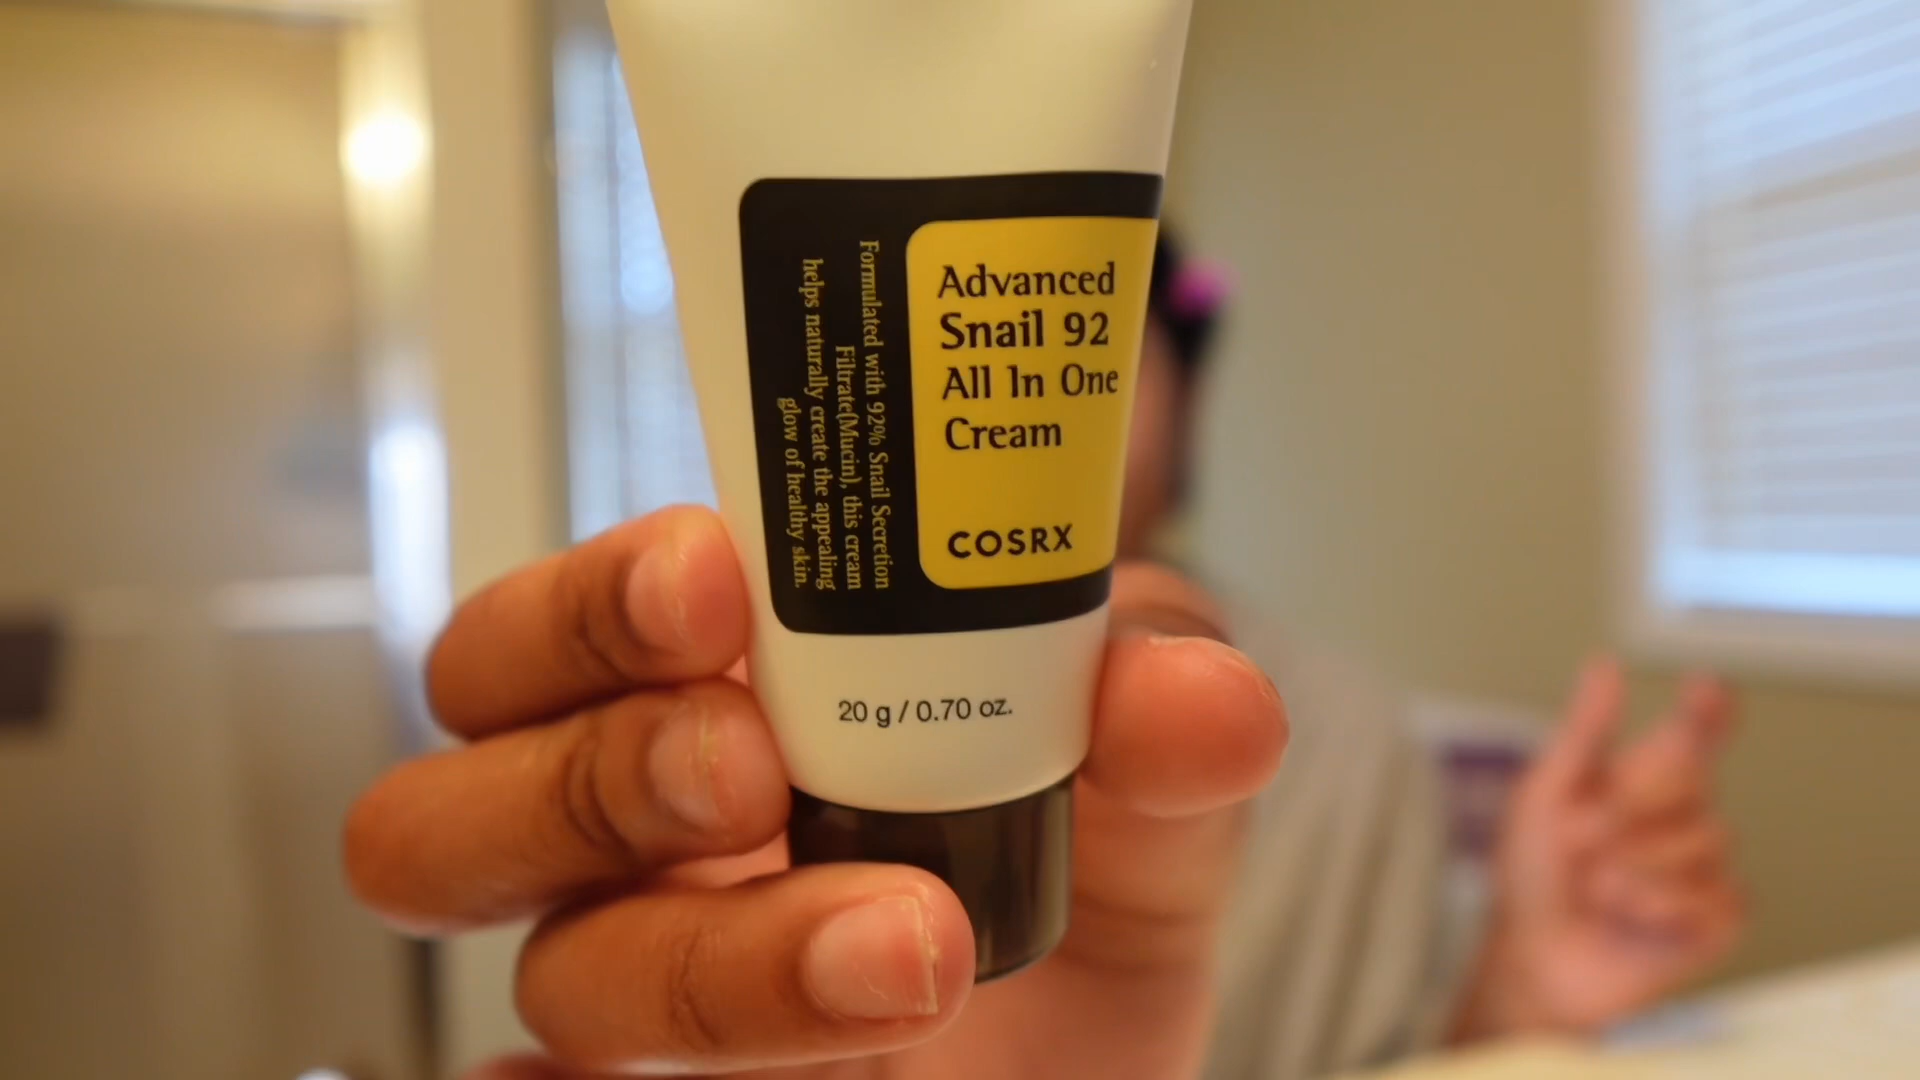 Advanced
Snail 92
All In One
Cream
COSRX
Formulated with 92% Snail Secretion
Filtrate(Mucin), this cream
helps naturally create the appealing
glow of healthy skin.
20 g / 0.70 oz.